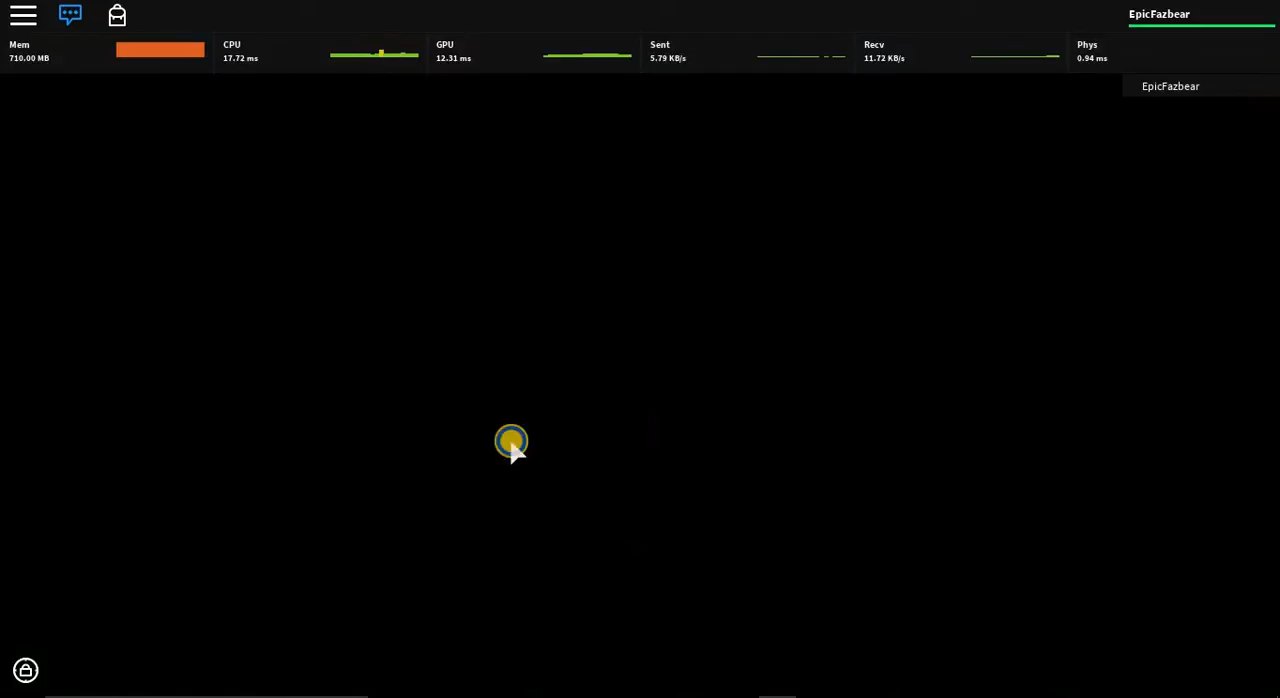 EpicFazbear
Mem
710.00 MB
CPU
17.72 ms
GPU
12.31 ms
Sent
5.79 KB/s
Recv
11.72 KB/s
Phys
0.94 ms
EpicFazbear